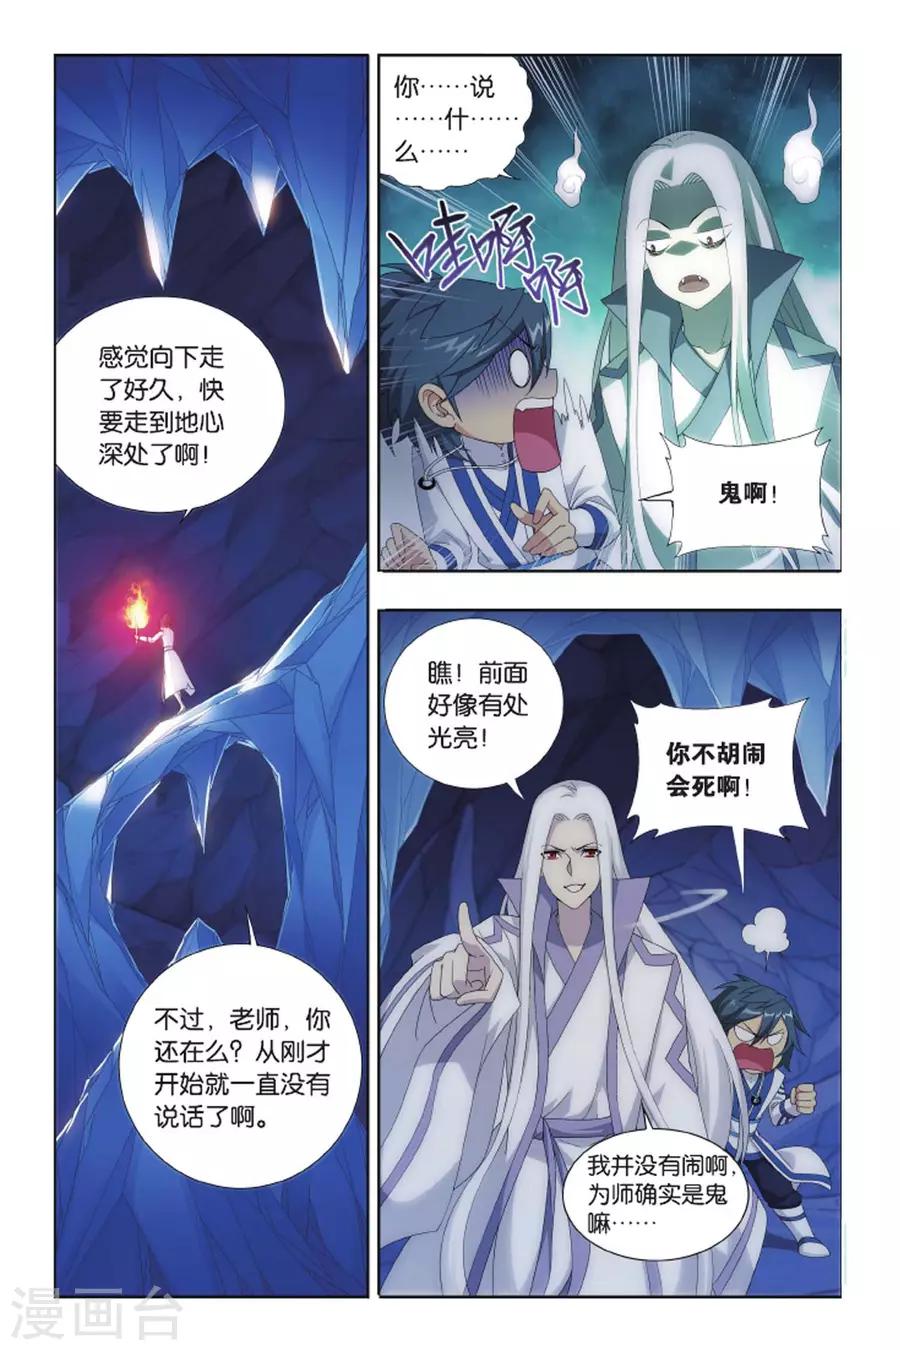 感觉向下走
了好久，快
要走到地心
深处了啊！
不过，老师，你
还在么？从刚才
开始就一直没有
说话了啊。
你……说
……什……
么……
哇啊啊
鬼啊！
瞧！前面
好像有处
光亮！
你不胡闹
会死啊！
我并没有闹啊，
为师确实是鬼
嘛……
漫画台